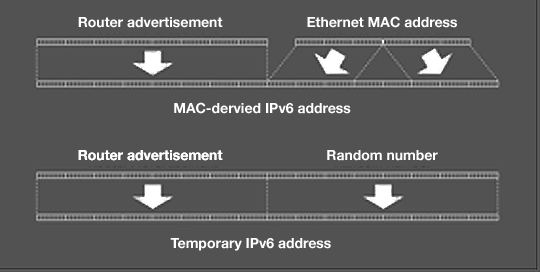 Router advertisement Ethernet MAC address
MAC-dervied IPv6 address
Router advertisement Random number
Temporary IPv6 address